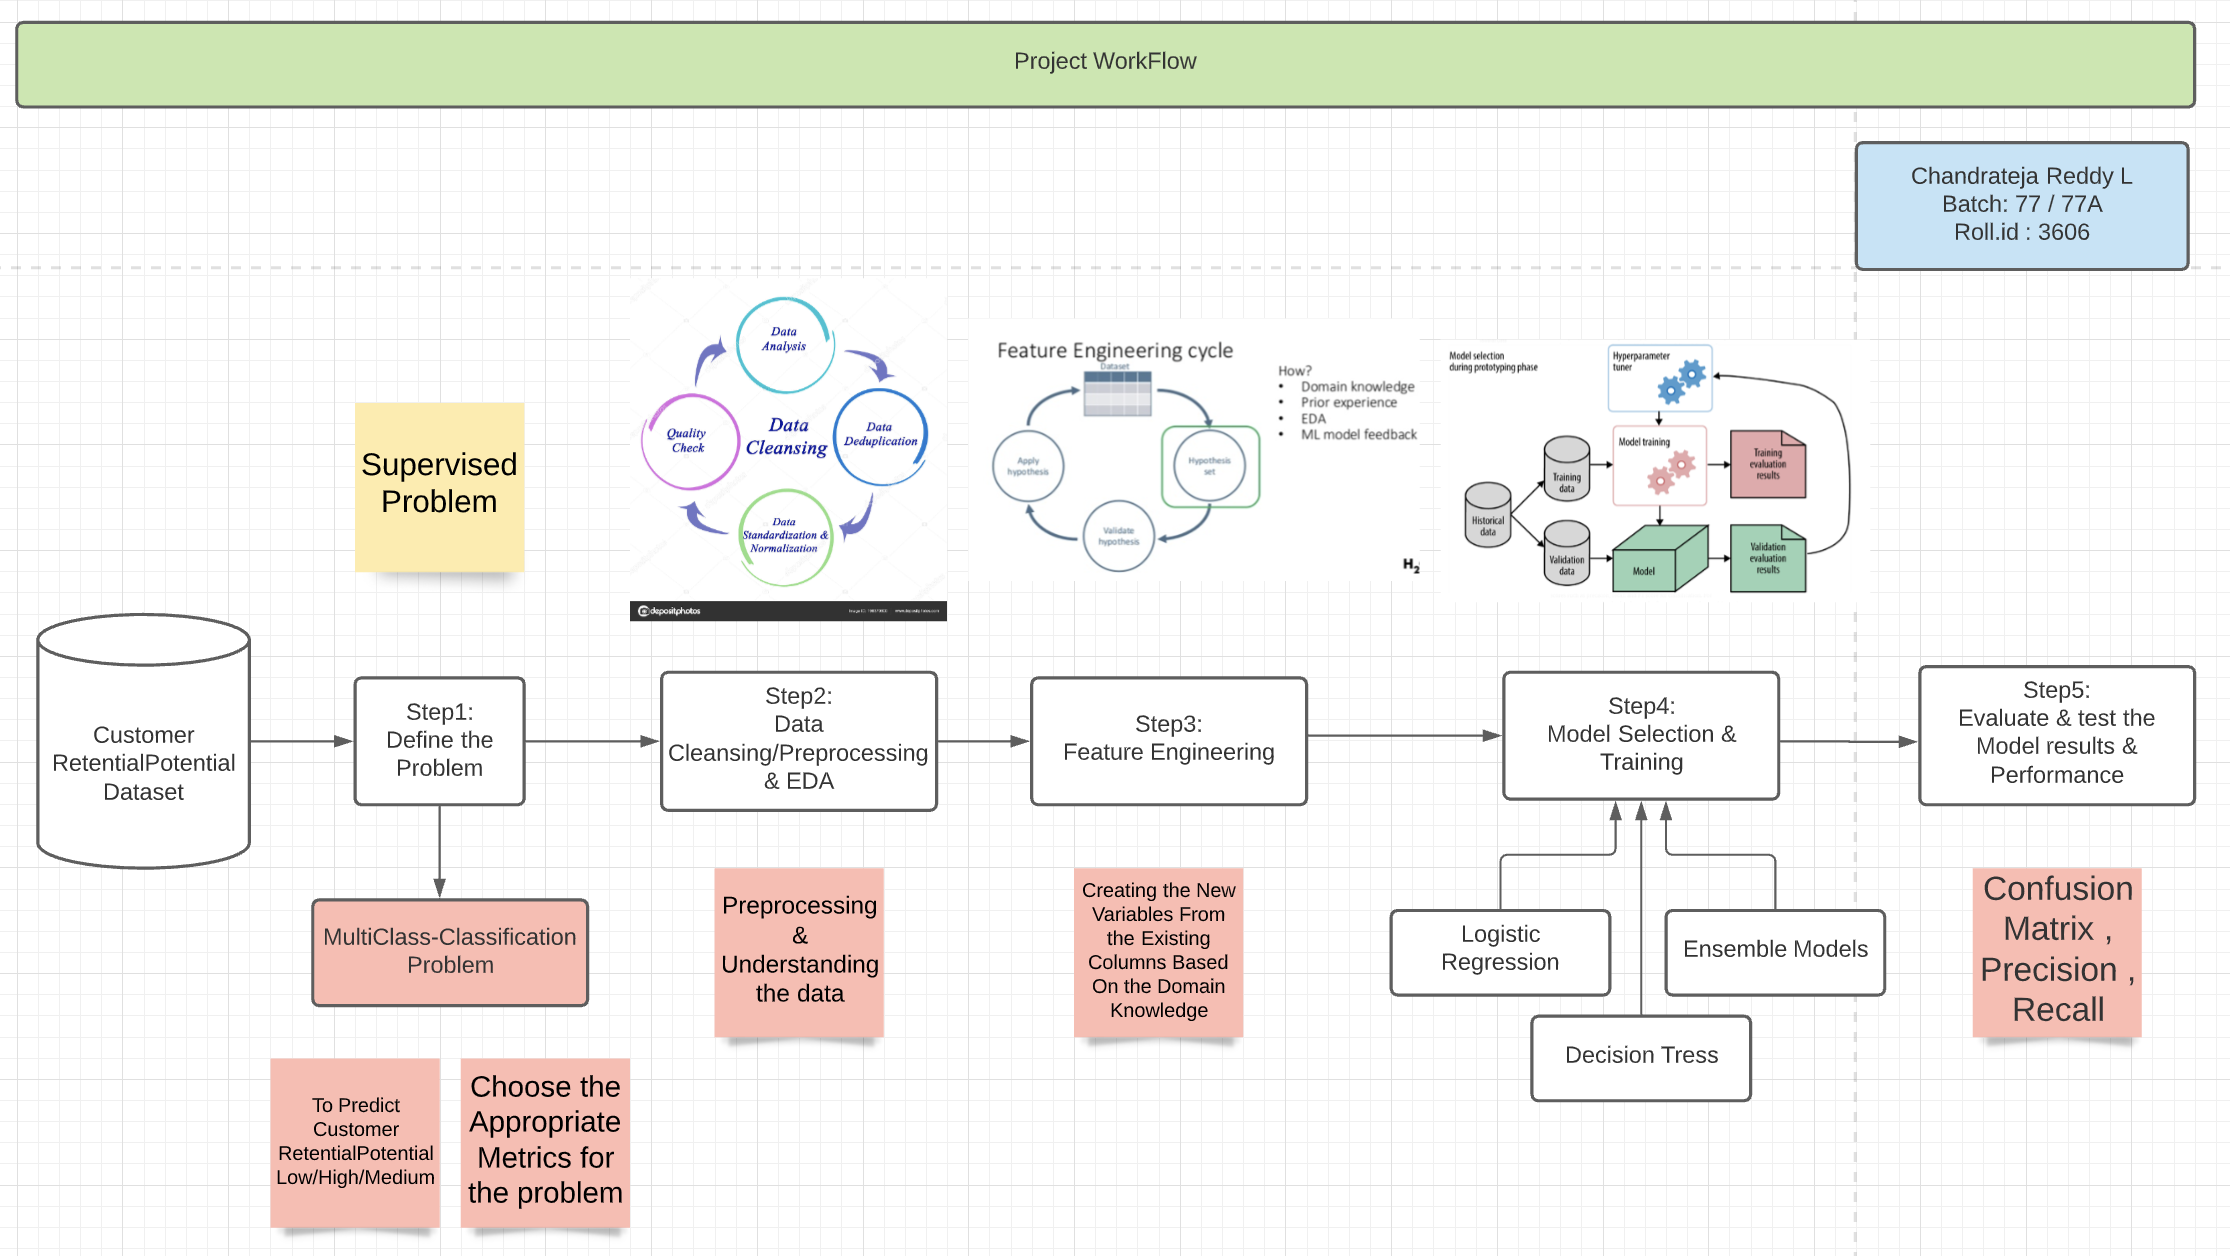 Project WorkFlow
Chandrateja Reddy L
Batch: 77 / 77A
Roll.id : 3606
Supervised
Problem
Data
Analysis
Quality
Check
Data
Cleansing
Data
Deduplication
Data
Standardization &
Normalization
depositphotos
Feature Engineering cycle
Dataset
Apply
hypothesis
Hypothesis
set
Validate
hypothesis
How?
• Domain knowledge
• Prior experience
• EDA
• ML model feedback
H2
Model selection
during prototyping phase
Hyperparameter
tuner
Model training
Training
evaluation
results
Training
data
Historical
data
Validation
data
Model
Validation
evaluation
results
Customer
RetentialPotential
Dataset
Step1:
Define the
Problem
Step2:
Data
Cleansing/Preprocessing
& EDA
Step3:
Feature Engineering
Step4:
Model Selection &
Training
Step5:
Evaluate & test the
Model results &
Performance
MultiClass-Classification
Problem
Preprocessing
&
Understanding
the data
Creating the New
Variables From
the Existing
Columns Based
On the Domain
Knowledge
Logistic
Regression
Ensemble Models
Decision Tress
Confusion
Matrix ,
Precision ,
Recall
To Predict
Customer
RetentialPotential
Low/High/Medium
Choose the
Appropriate
Metrics for
the problem